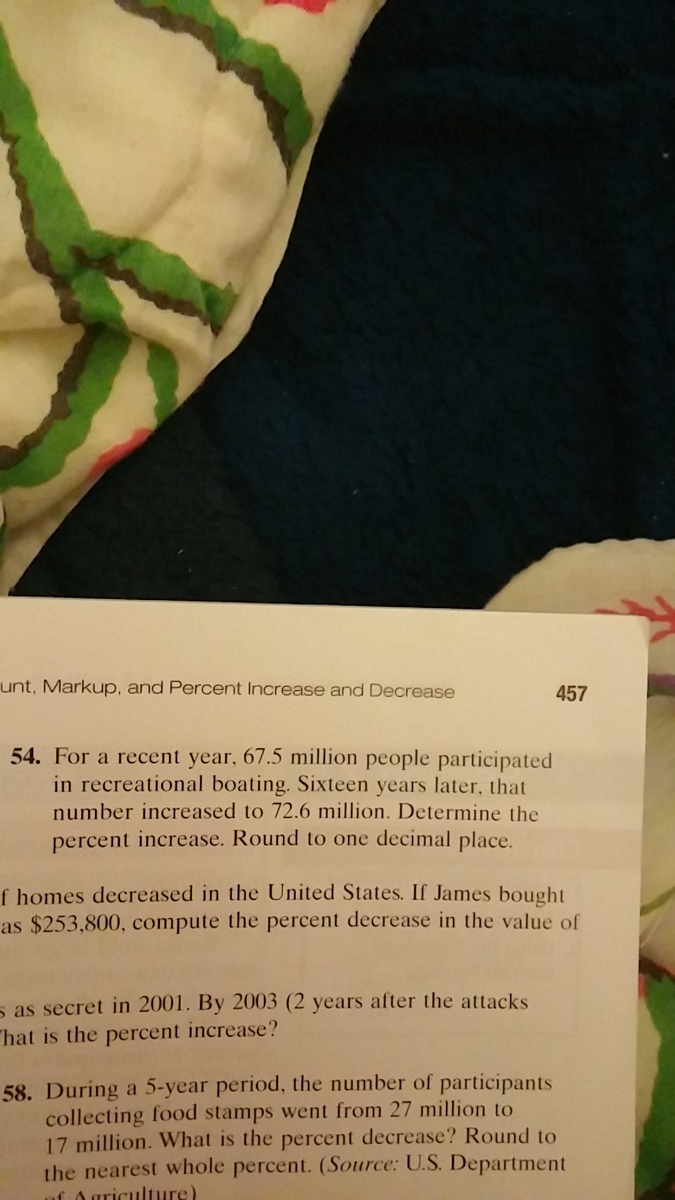 unt, Markup, and Percent Increase and Decrease 457
54. For a recent year, 67.5 million people participated
in recreational boating. Sixteen years later, that
number increased to 72.6 million. Determine the
percent increase. Round to one decimal place.
f homes decreased in the United States. If James bought
as $253,800, compute the percent decrease in the value of
s as secret in 2001. By 2003 (2 years after the attacks
hat is the percent increase?
58. During a 5-year period, the number of participants
collecting food stamps went from 27 million to
17 million. What is the percent decrease? Round to
the nearest whole percent. (Source: U.S. Department
of Agriculture)